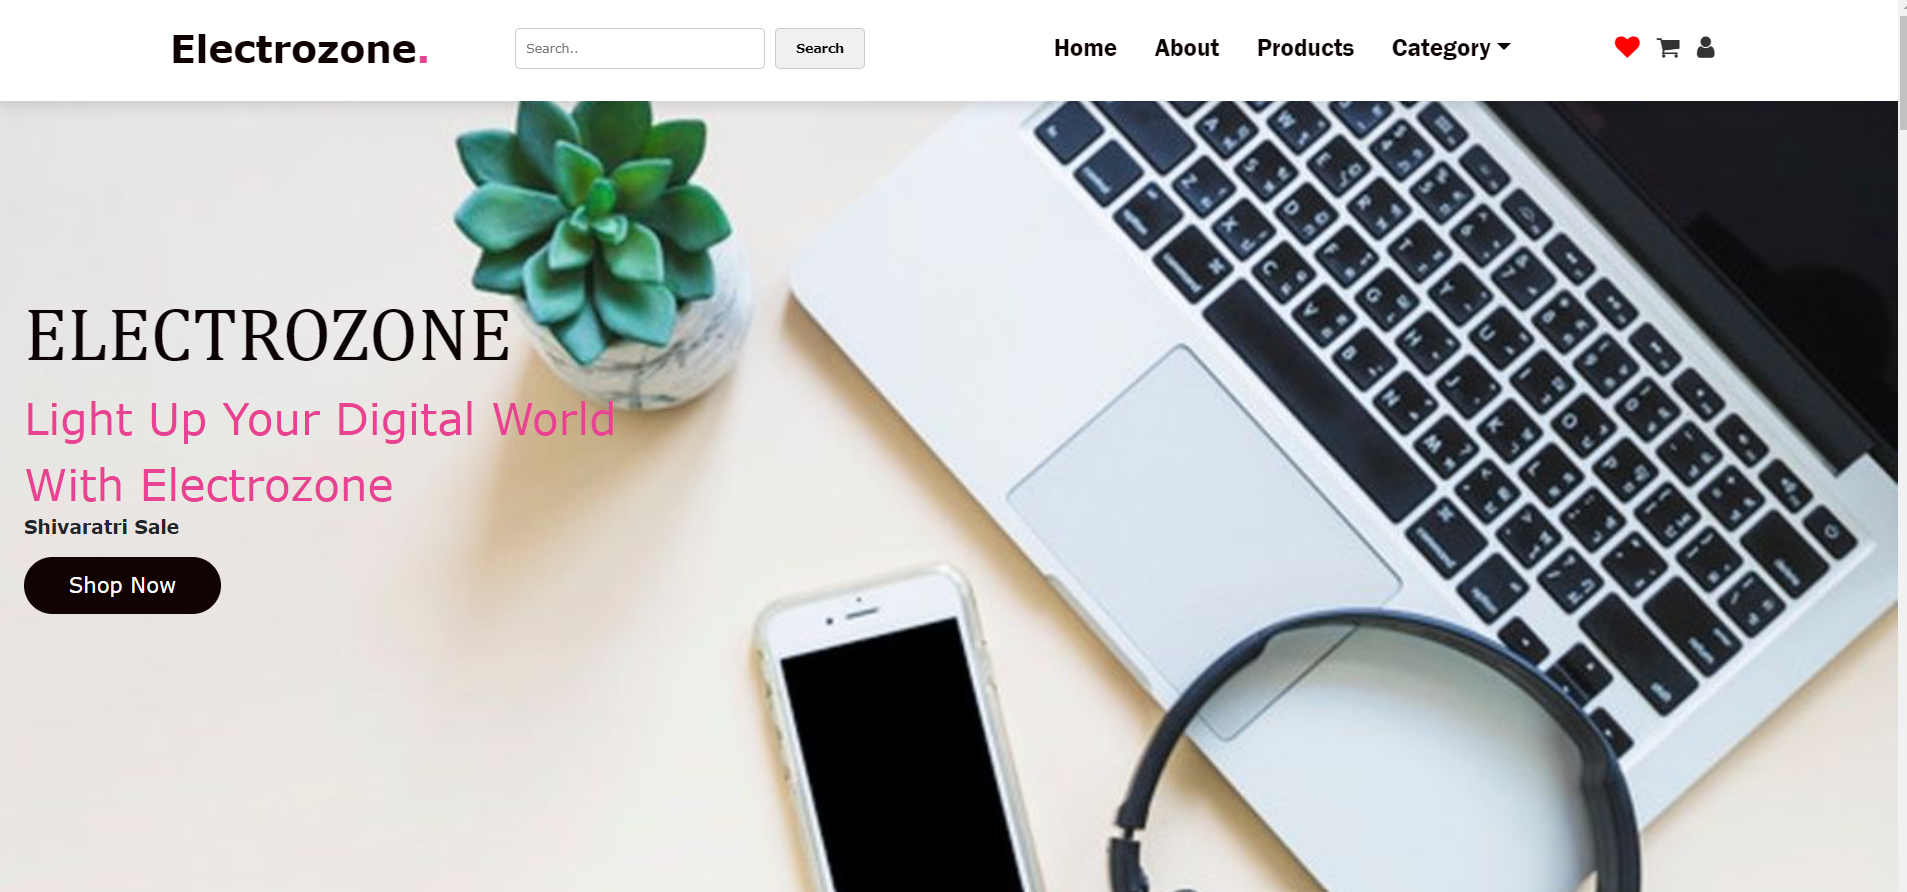 Electrozone.
Search..
Search
Home
About
Products
Category
ELECTROZONE
Light Up Your Digital World
With Electrozone
Shivaratri Sale
Shop Now